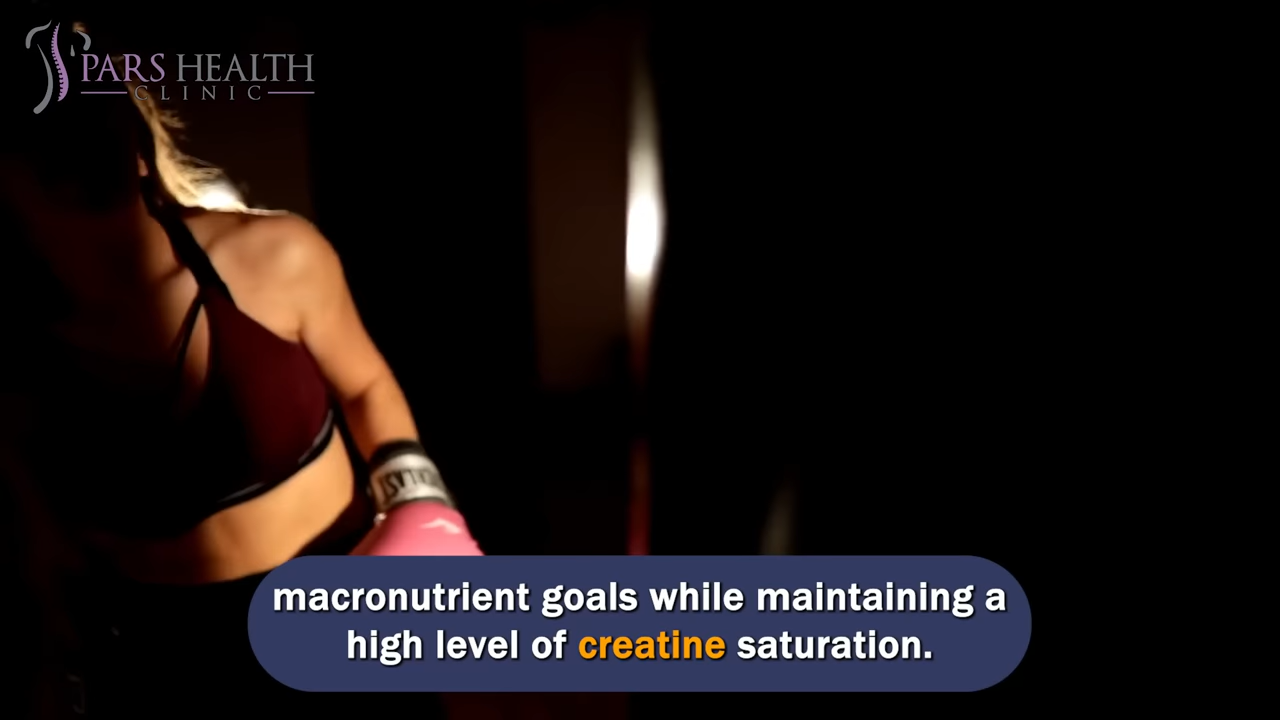 PARS HEALTH
CLINIC
macronutrient goals while maintaining a
high level of creatine saturation.